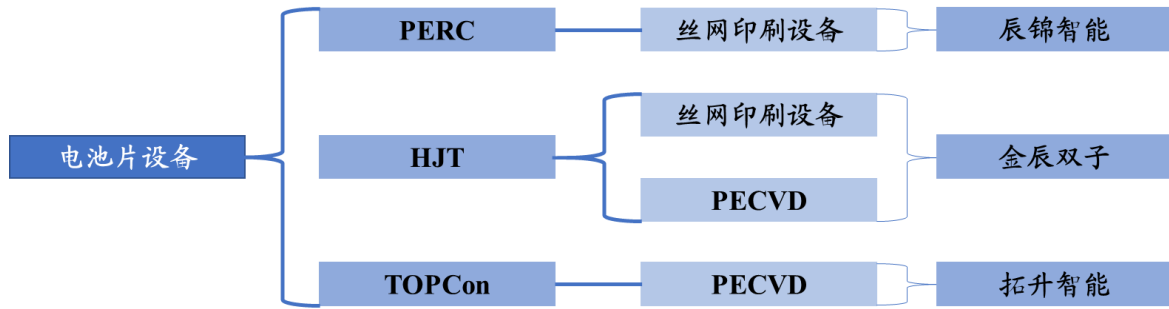 PERC
丝网印刷设备
辰锦智能
丝网印刷设备
电池片设备
HJT
金辰双子
PECVD
TOPCon
PECVD
拓升智能